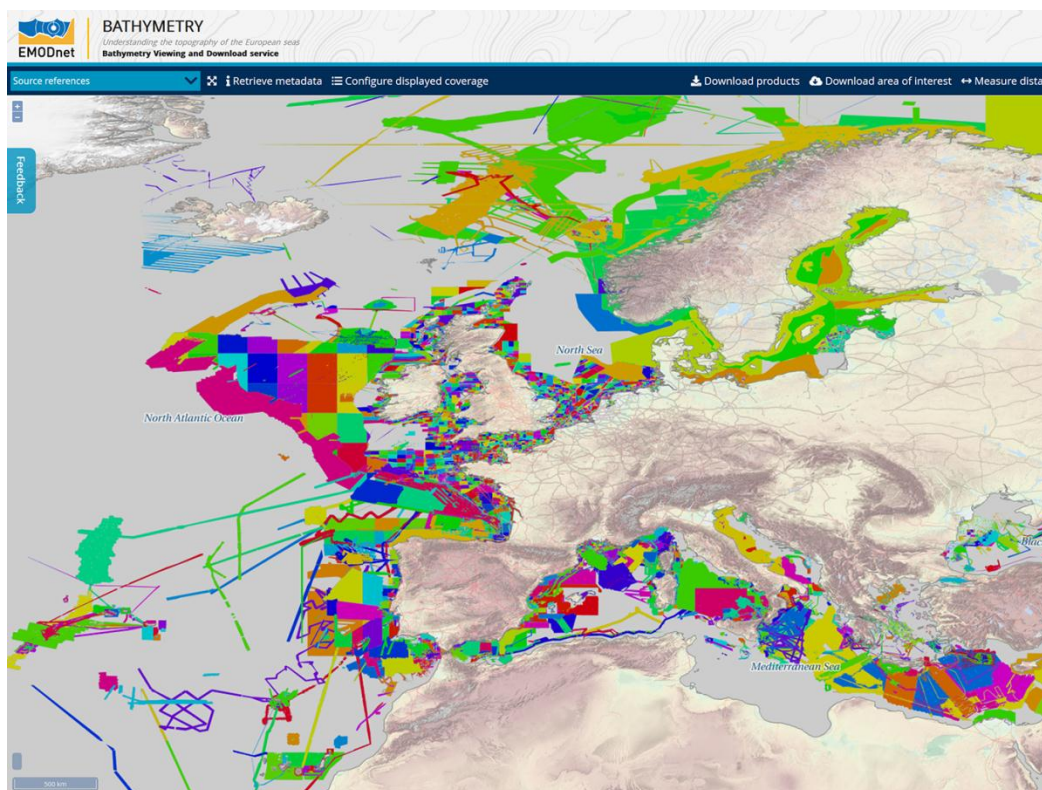 EMODnet
BATHYMETRY
Understanding the topography of the European seas
Bathymetry Viewing and Download service
Source references
Retrieve metadata
Configure displayed coverage
Download products
Download area of interest
Measure dista
+
−
Feedback
North Sea
North Atlantic Ocean
Blac
Mediterranean Sea
500 km